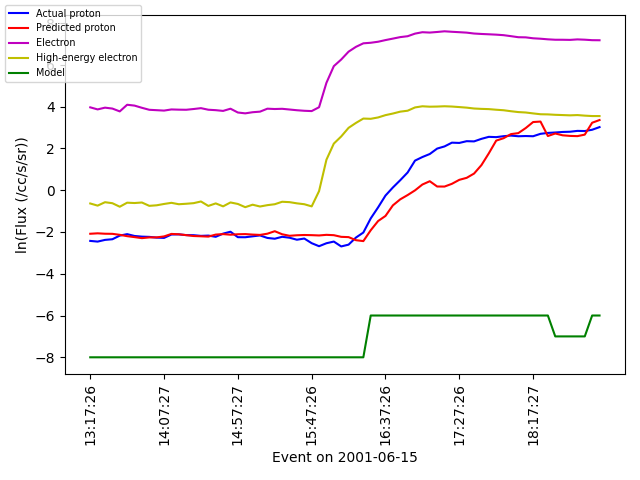 Actual proton
Predicted proton
Electron
High-energy electron
Model
4
2
0
−2
−4
−6
−8
ln(Flux (/cc/s/sr))
13:17:26
14:07:27
14:57:27
15:47:26
16:37:26
17:27:26
18:17:27
Event on 2001-06-15